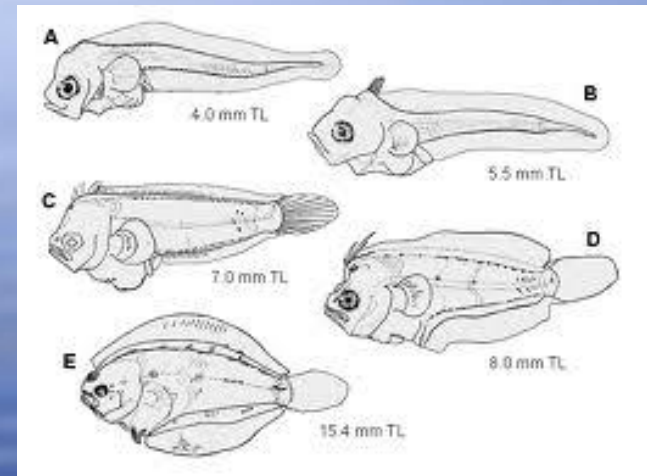 A
4.0 mm TL
B
5.5 mm TL
C
7.0 mm TL
D
8.0 mm TL
E
15.4 mm TL